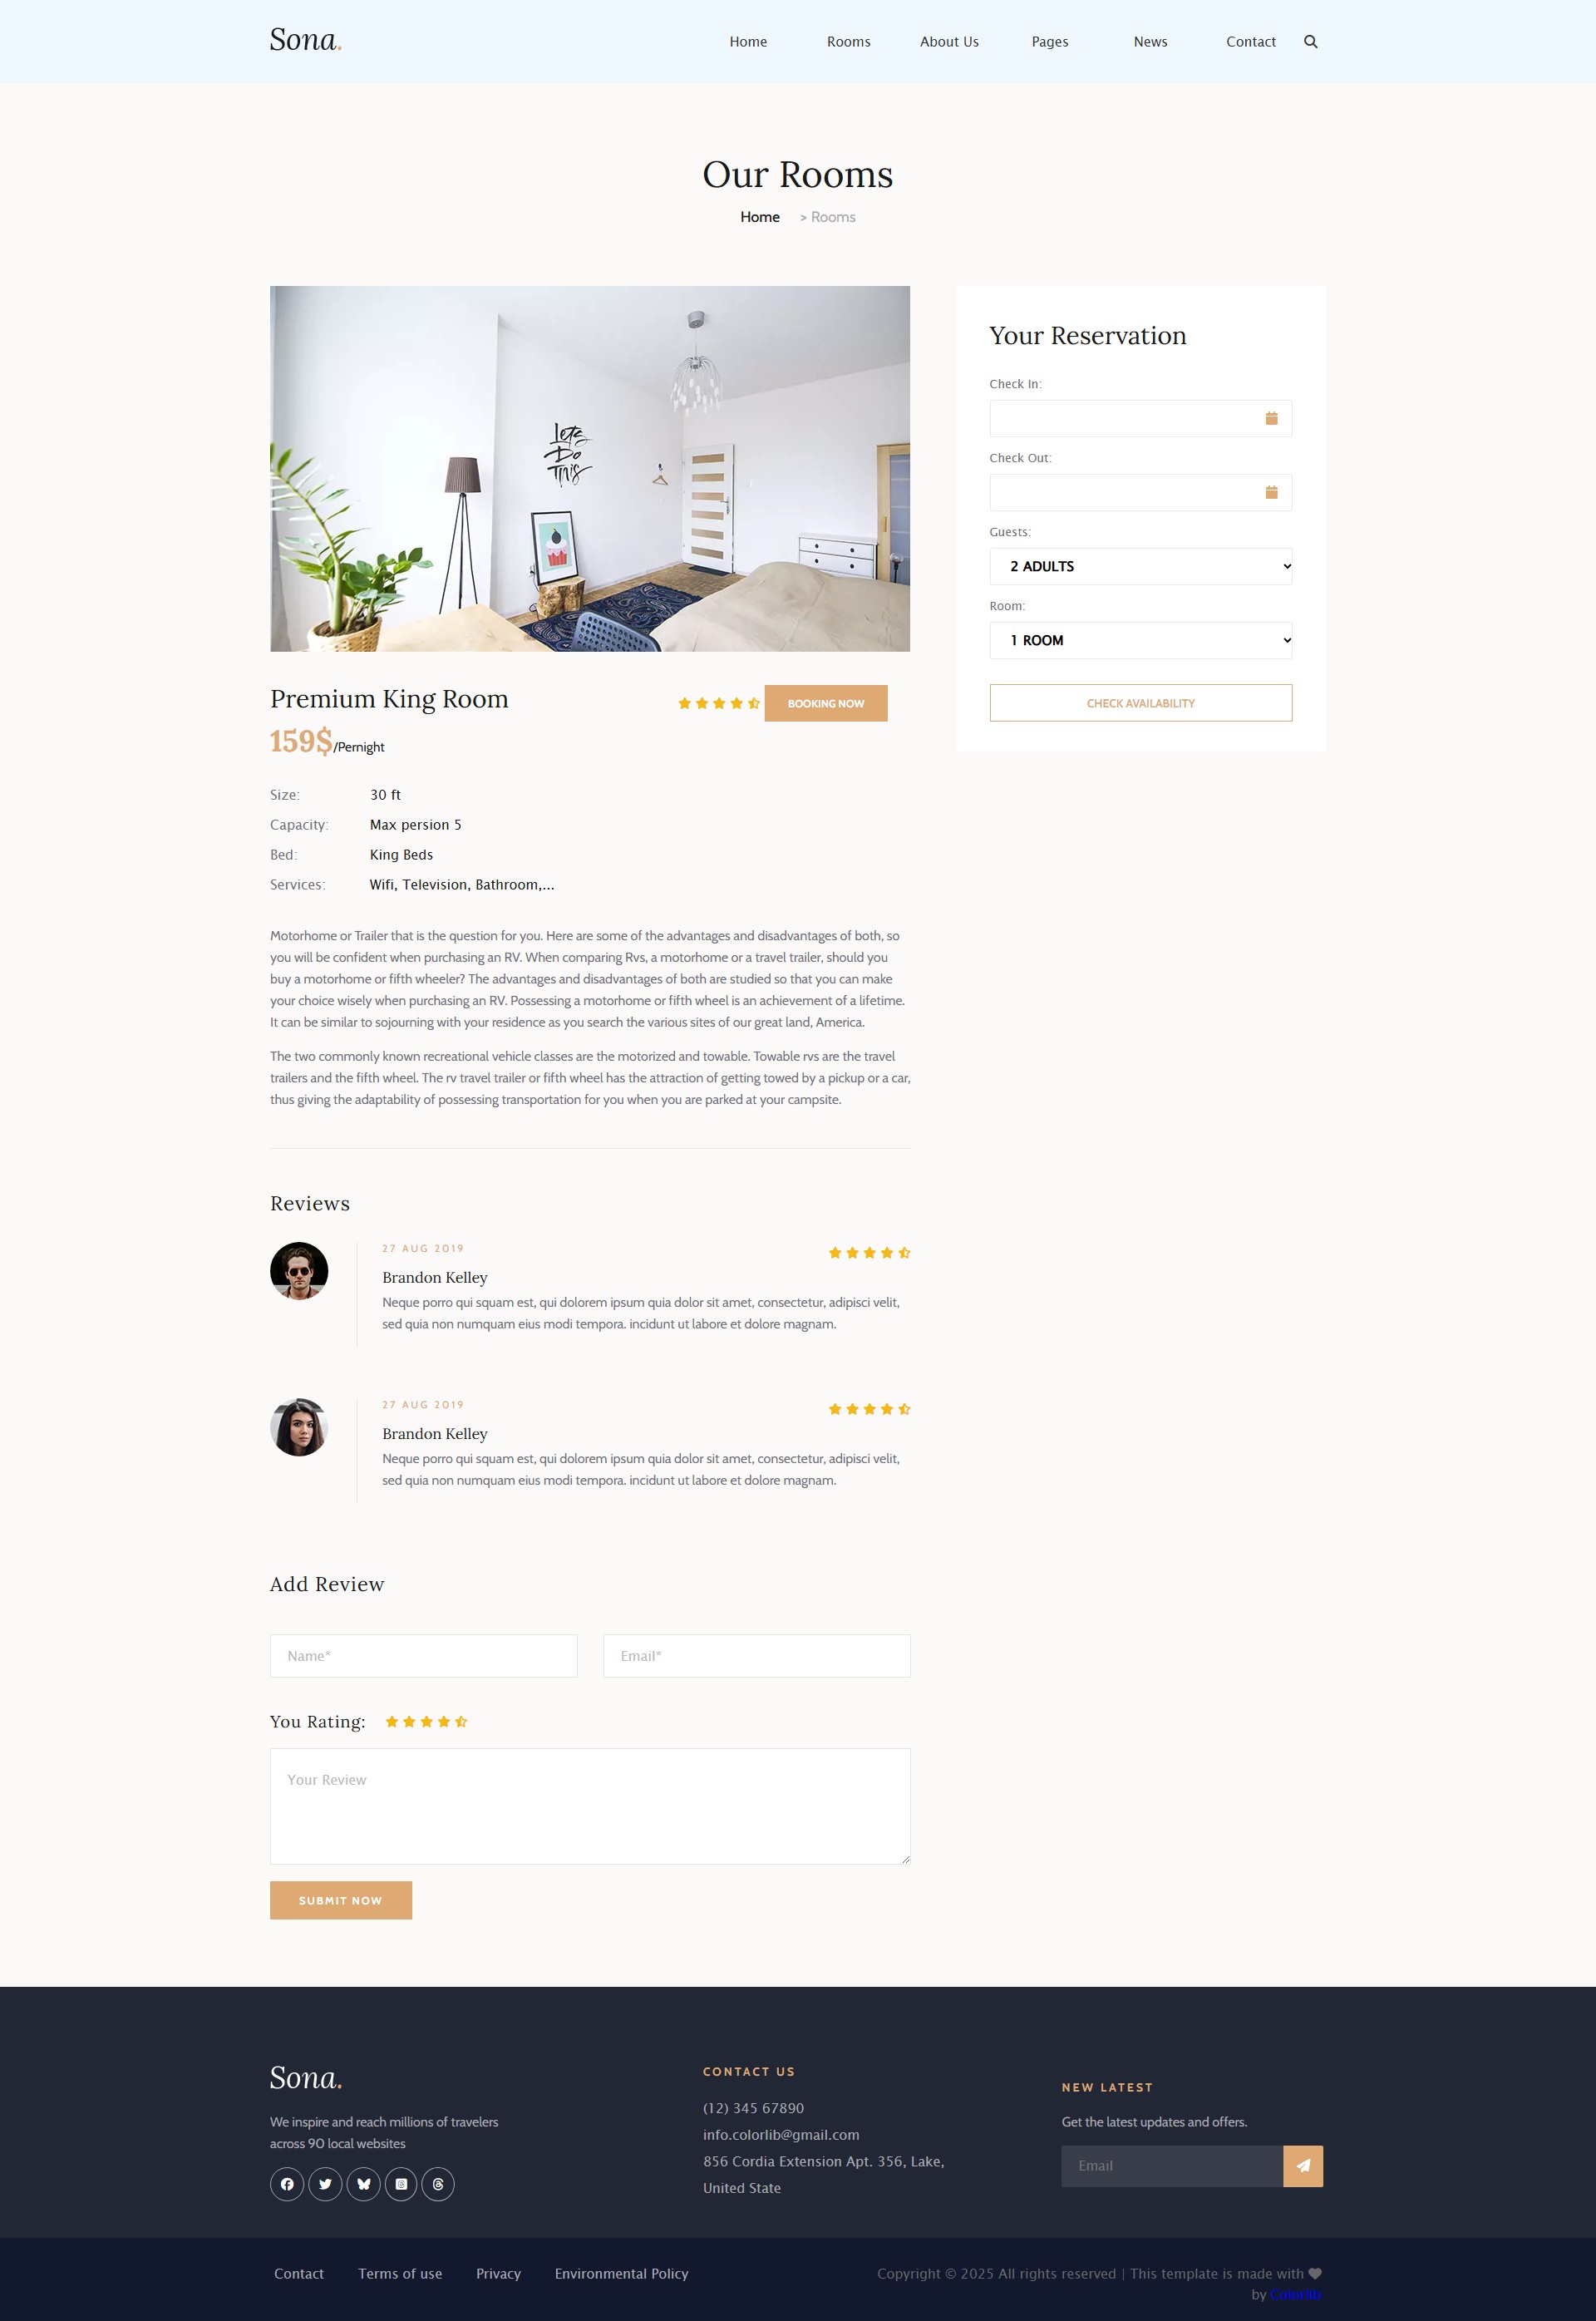 Sona.
Home Rooms About Us Pages News Contact
Our Rooms
Home > Rooms
Lets
Do
This
Premium King Room
BOOKING NOW
159$/Pernight
Size: 30 ft
Capacity: Max persion 5
Bed: King Beds
Services: Wifi, Television, Bathroom,...
Motorhome or Trailer that is the question for you. Here are some of the advantages and disadvantages of both, so
you will be confident when purchasing an RV. When comparing Rvs, a motorhome or a travel trailer, should you
buy a motorhome or fifth wheeler? The advantages and disadvantages of both are studied so that you can make
your choice wisely when purchasing an RV. Possessing a motorhome or fifth wheel is an achievement of a lifetime.
It can be similar to sojourning with your residence as you search the various sites of our great land, America.
The two commonly known recreational vehicle classes are the motorized and towable. Towable rvs are the travel
trailers and the fifth wheel. The rv travel trailer or fifth wheel has the attraction of getting towed by a pickup or a car,
thus giving the adaptability of possessing transportation for you when you are parked at your campsite.
Your Reservation
Check In:
Check Out:
Guests:
2 ADULTS
Room:
1 ROOM
CHECK AVAILABILITY
Reviews
27 AUG 2019
Brandon Kelley
Neque porro qui squam est, qui dolorem ipsum quia dolor sit amet, consectetur, adipisci velit,
sed quia non numquam eius modi tempora. incidunt ut labore et dolore magnam.
27 AUG 2019
Brandon Kelley
Neque porro qui squam est, qui dolorem ipsum quia dolor sit amet, consectetur, adipisci velit,
sed quia non numquam eius modi tempora. incidunt ut labore et dolore magnam.
Add Review
Name* Email*
You Rating:
Your Review
SUBMIT NOW
Sona.
We inspire and reach millions of travelers
across 90 local websites
CONTACT US
(12) 345 67890
info.colorlib@gmail.com
856 Cordia Extension Apt. 356, Lake,
United State
NEW LATEST
Get the latest updates and offers.
Email
Contact Terms of use Privacy Environmental Policy
Copyright © 2025 All rights reserved | This template is made with ♥
by Colorlib